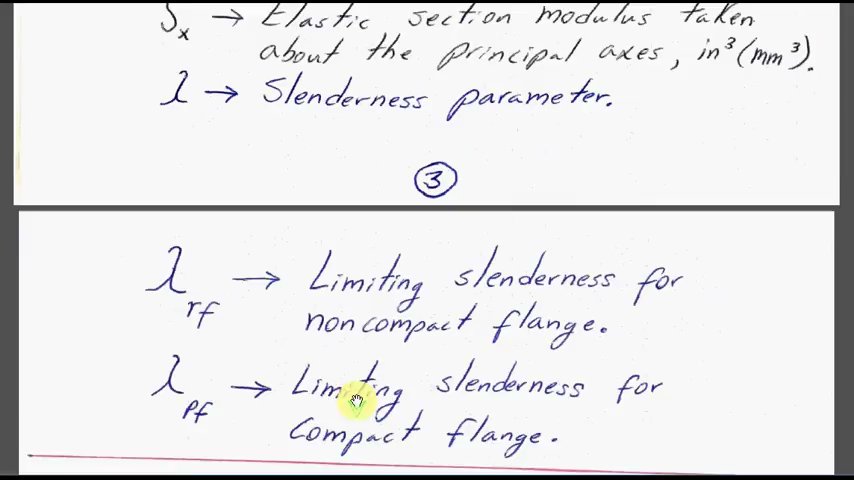 Sx → Elastic section modulus taken
about the principal axes, in³(mm³).
λ → Slenderness parameter.
3
λrf → Limiting slenderness for
noncompact flange.
λpf → Limiting slenderness for
compact flange.